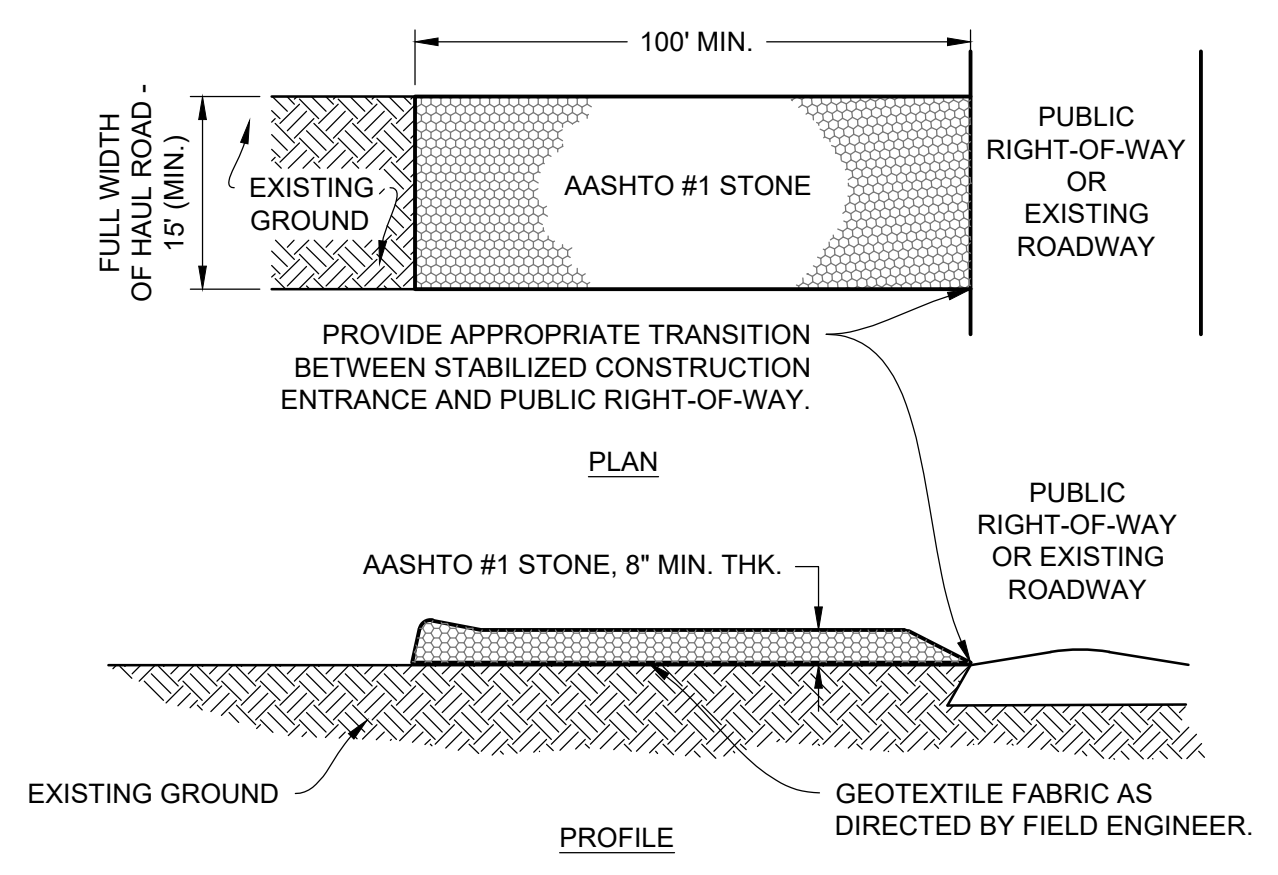 100' MIN.
FULL WIDTH
OF HAUL ROAD -
15' (MIN.)
EXISTING
GROUND
AASHTO #1 STONE
PUBLIC
RIGHT-OF-WAY
OR
EXISTING
ROADWAY
PROVIDE APPROPRIATE TRANSITION
BETWEEN STABILIZED CONSTRUCTION
ENTRANCE AND PUBLIC RIGHT-OF-WAY.
PLAN
PUBLIC
RIGHT-OF-WAY
OR EXISTING
ROADWAY
AASHTO #1 STONE, 8" MIN. THK.
EXISTING GROUND
GEOTEXTILE FABRIC AS
DIRECTED BY FIELD ENGINEER.
PROFILE